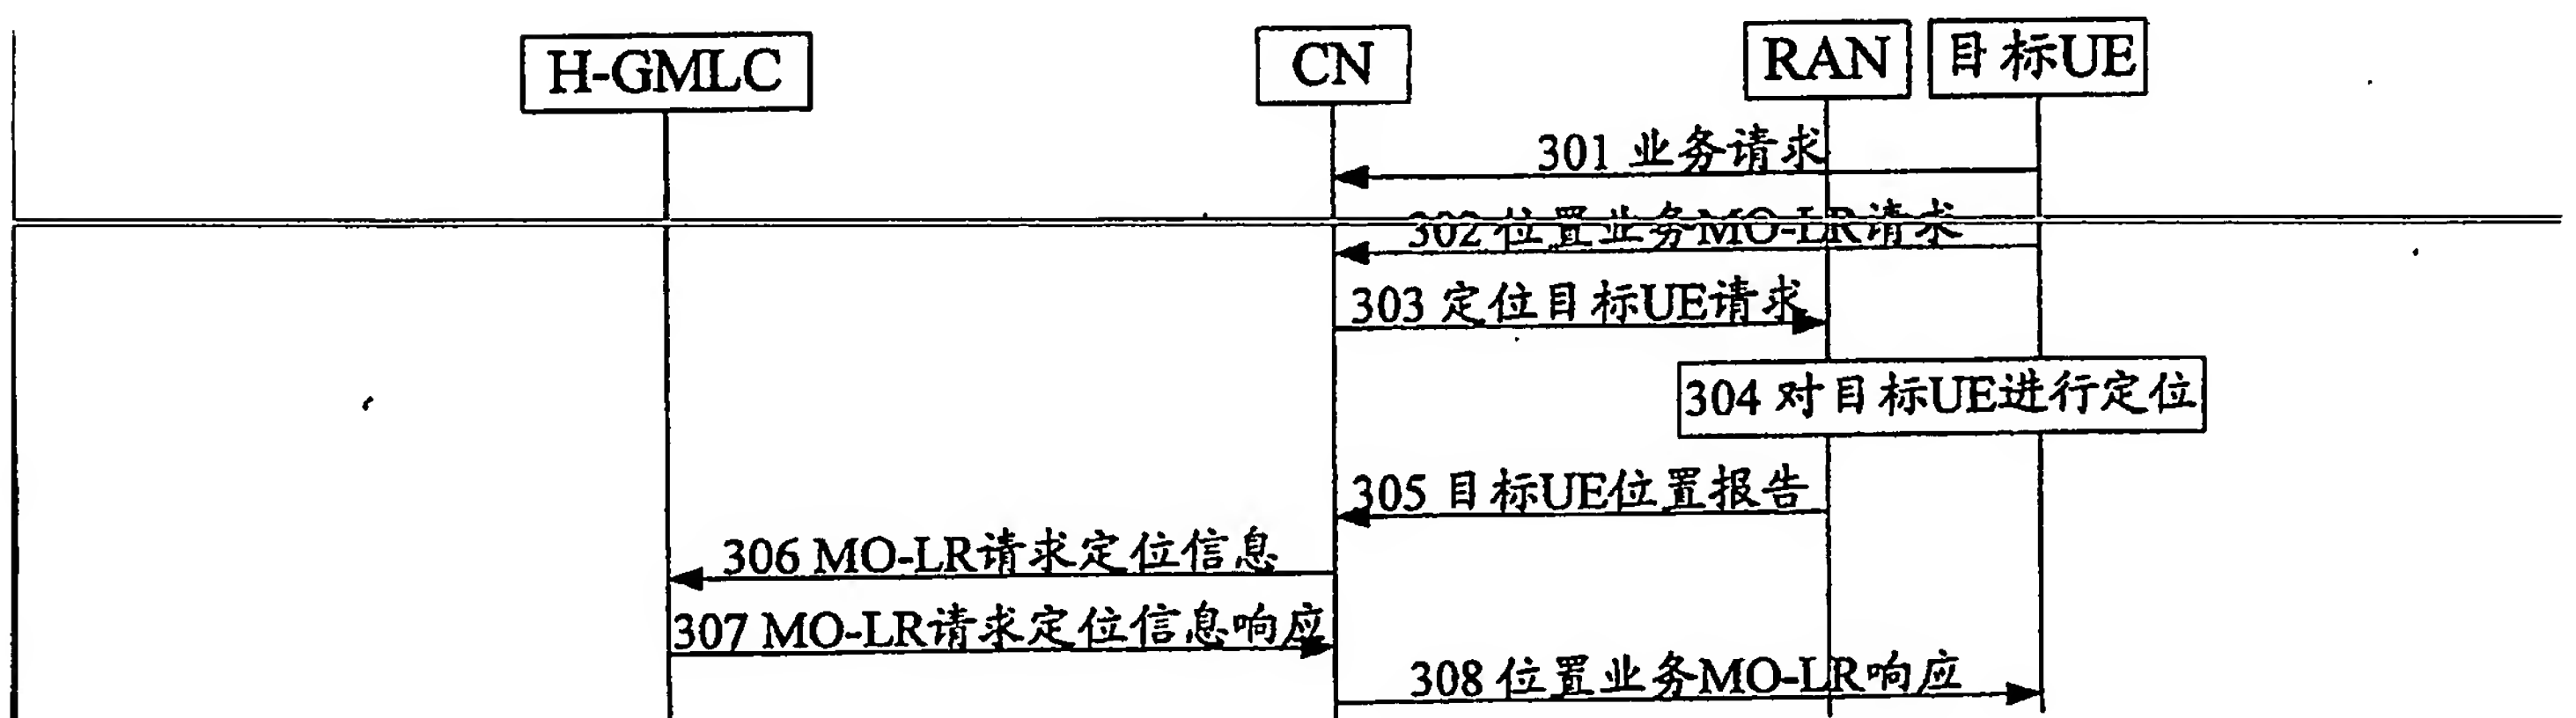 H-GMLC CN RAN 目标UE
301 业务请求
302 位置业务MO-LR请求
303 定位目标UE请求
304 对目标UE进行定位
305 目标UE位置报告
306 MO-LR请求定位信息
307 MO-LR请求定位信息响应
308 位置业务MO-LR响应